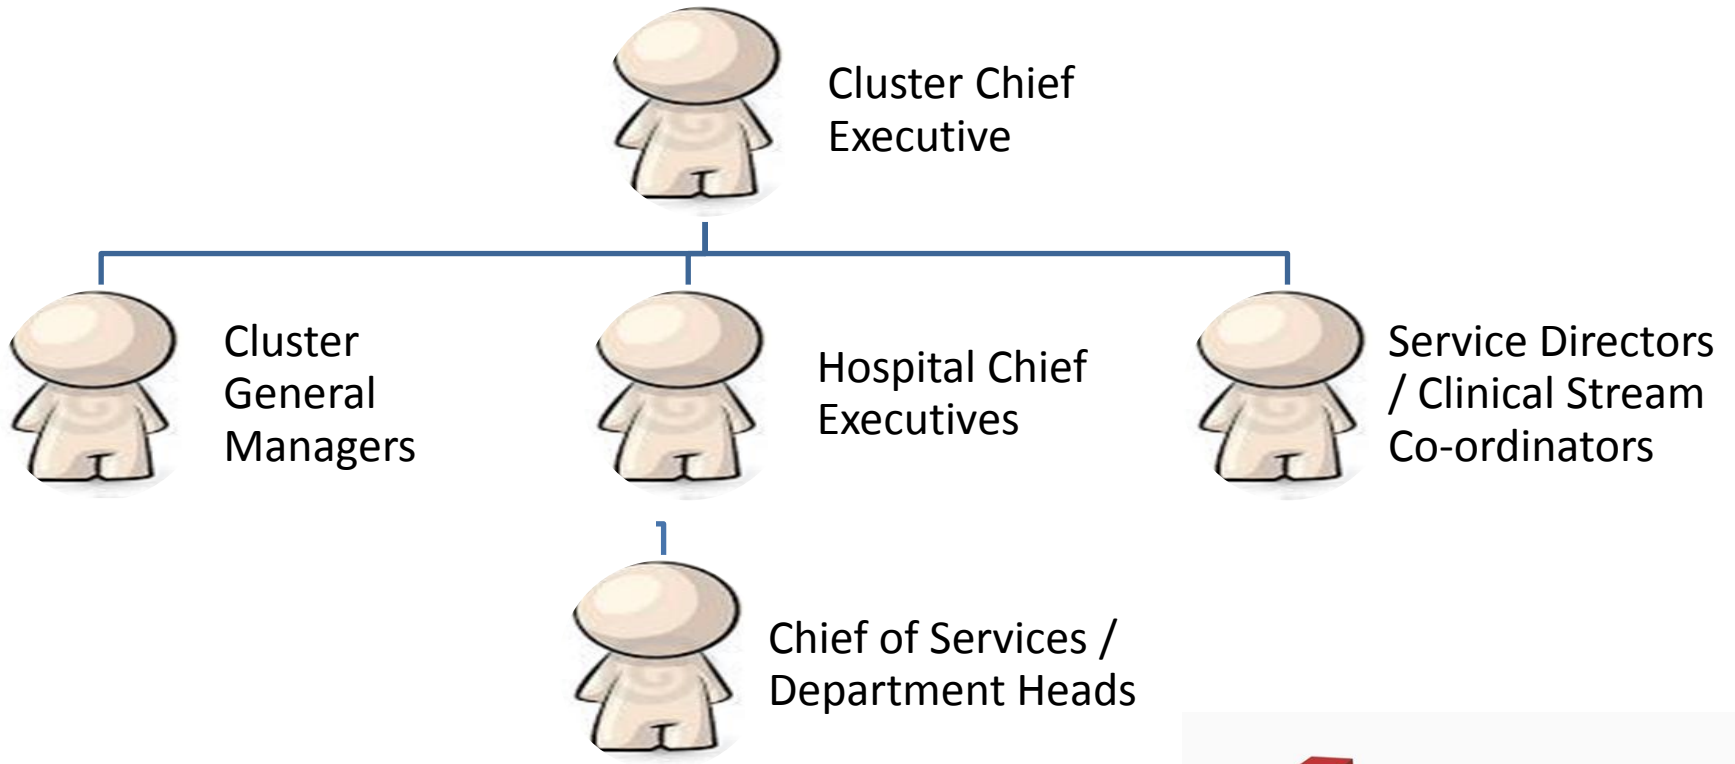 Cluster Chief
Executive
Cluster
General
Managers
Hospital Chief
Executives
Service Directors
/ Clinical Stream
Co-ordinators
Chief of Services /
Department Heads